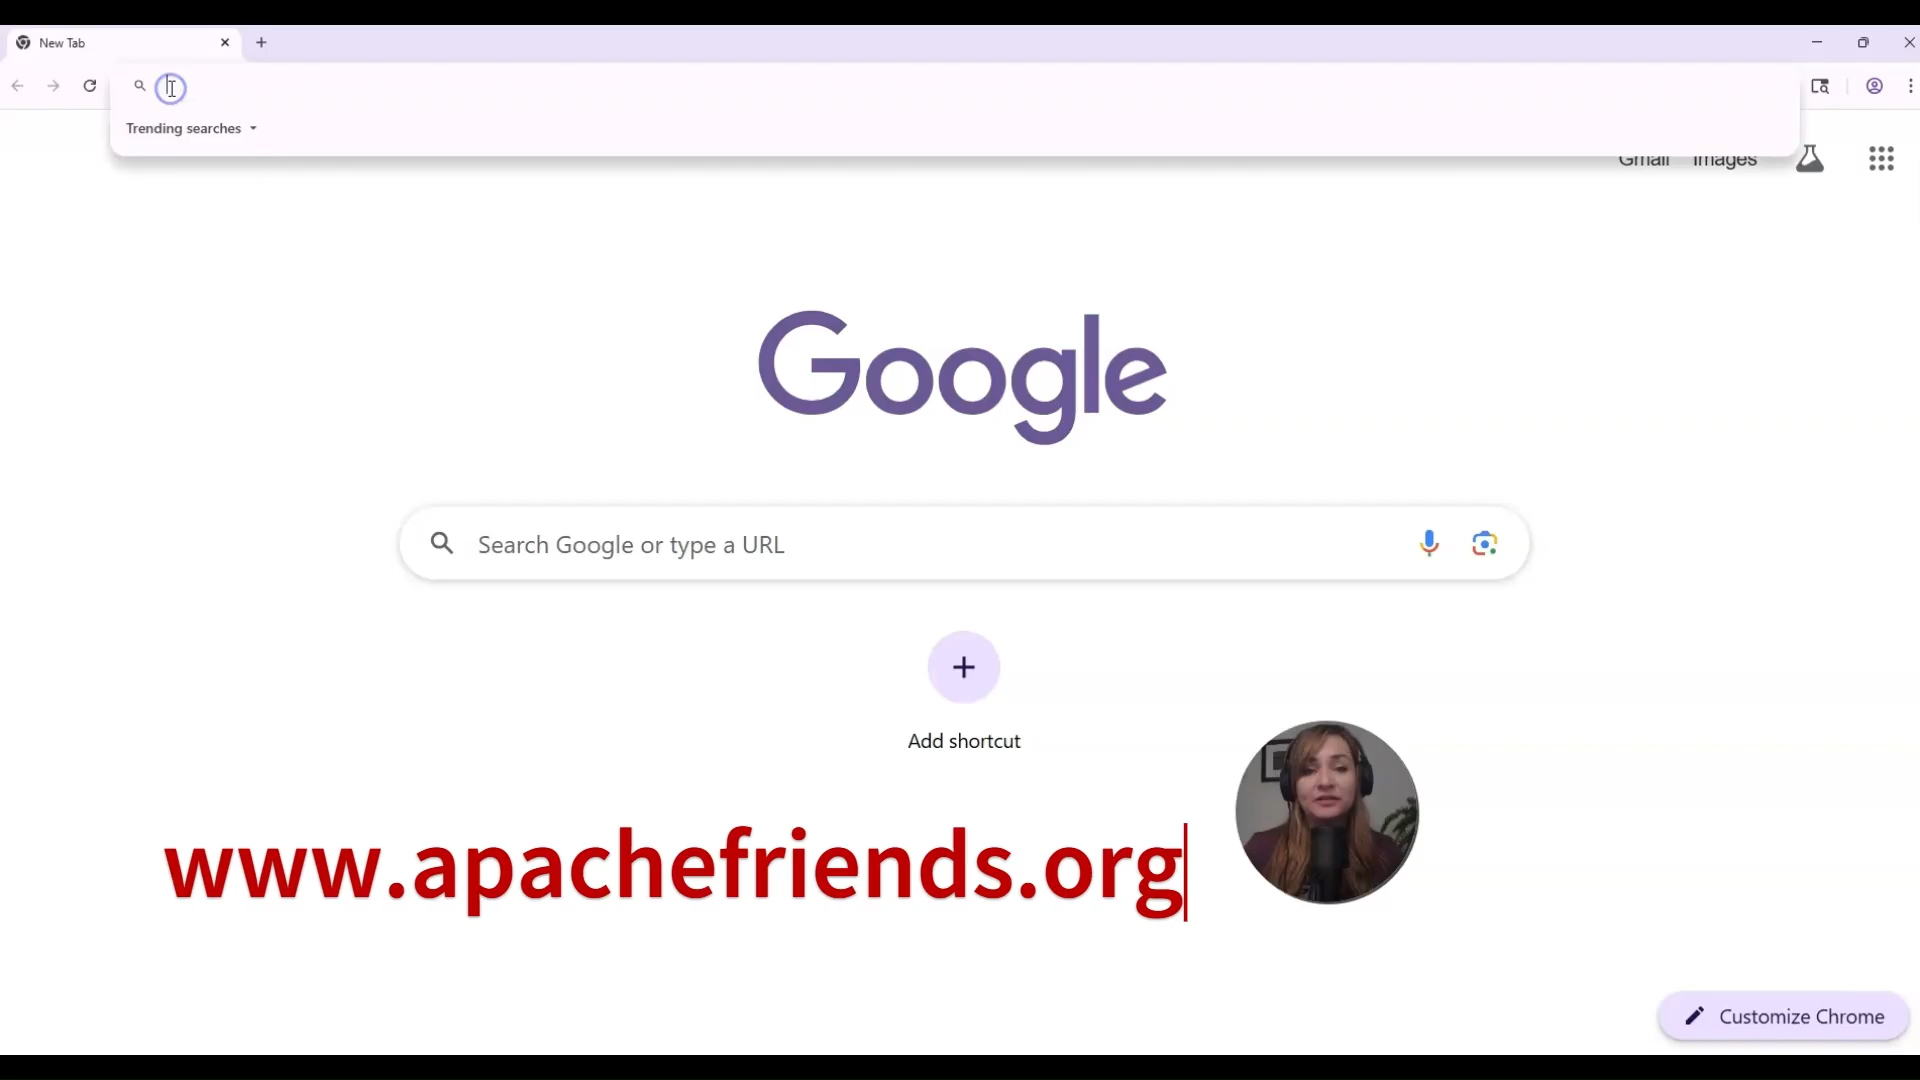 New Tab
Trending searches
Gmail Images
Google
Search Google or type a URL
Add shortcut
www.apachefriends.org
Customize Chrome